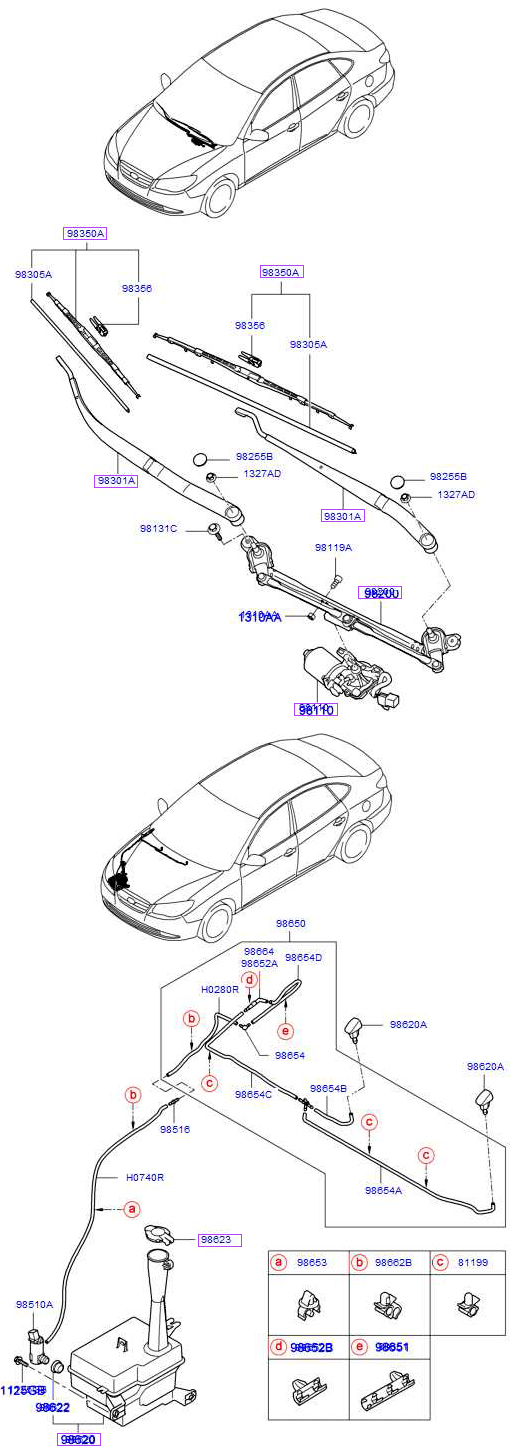 98350A
98305A
98356
98350A
98356
98305A
98255B
1327AD
98301A
98255B
1327AD
98301A
98131C
98119A
98200
1310AA
98110
98650
98664
98652A
98654D
d
H0280R
b
e
98654
c
98620A
98620A
98654C
98654B
b
98516
c
c
98654A
H0740R
a
98623
a 98653
b 98662B
c 81199
98510A
d 98652B
e 98651
1125GB
98622
98620